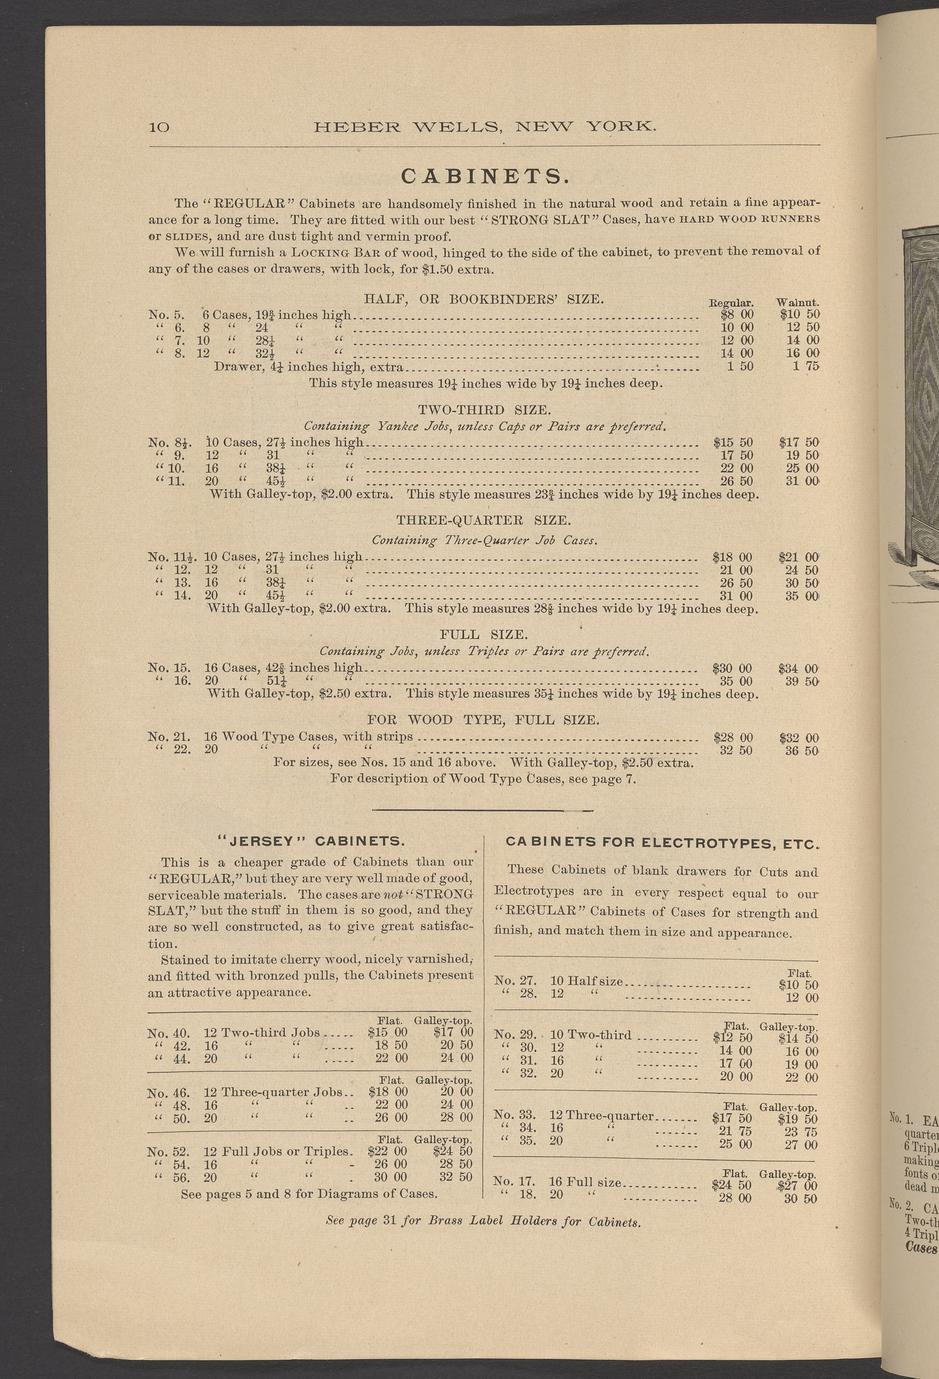 10 HEBER WELLS, NEW YORK.
CABINETS.
The "REGULAR" Cabinets are handsomely finished in the natural wood and retain a fine appear-
ance for a long time. They are fitted with our best "STRONG SLAT" Cases, have HARD WOOD RUNNERS
or SLIDES, and are dust tight and vermin proof.
We will furnish a LOCKING BAR of wood, hinged to the side of the cabinet, to prevent the removal of
any of the cases or drawers, with lock, for $1.50 extra.
HALF, OR BOOKBINDERS' SIZE. Regular. Walnut.
No. 5. 6 Cases, 19¾ inches high $8 00 $10 50
" 6. 8 " 24 " " 10 00 12 50
" 7. 10 " 28¼ " " 12 00 14 00
" 8. 12 " 32½ " " 14 00 16 00
Drawer, 4¼ inches high, extra 1 50 1 75
This style measures 19¼ inches wide by 19¼ inches deep.
TWO-THIRD SIZE.
Containing Yankee Jobs, unless Caps or Pairs are preferred.
No. 8½. 10 Cases, 27½ inches high $15 50 $17 50
" 9. 12 " 31 " " 17 50 19 50
" 10. 16 " 38¼ " " 22 00 25 00
" 11. 20 " 45½ " " 26 50 31 00
With Galley-top, $2.00 extra. This style measures 23⅝ inches wide by 19¼ inches deep.
THREE-QUARTER SIZE.
Containing Three-Quarter Job Cases.
No. 11½. 10 Cases, 27½ inches high $18 00 $21 00
" 12. 12 " 31 " " 21 00 24 50
" 13. 16 " 38¼ " " 26 50 30 50
" 14. 20 " 45½ " " 31 00 35 00
With Galley-top, $2.00 extra. This style measures 28⅝ inches wide by 19¼ inches deep.
FULL SIZE.
Containing Jobs, unless Triples or Pairs are preferred.
No. 15. 16 Cases, 42⅝ inches high $30 00 $34 00
" 16. 20 " 51¼ " " 35 00 39 50
With Galley-top, $2.50 extra. This style measures 35¼ inches wide by 19¼ inches deep.
FOR WOOD TYPE, FULL SIZE.
No. 21. 16 Wood Type Cases, with strips $28 00 $32 00
" 22. 20 " " " 32 50 36 50
For sizes, see Nos. 15 and 16 above. With Galley-top, $2.50 extra.
For description of Wood Type Cases, see page 7.
"JERSEY" CABINETS.
This is a cheaper grade of Cabinets than our
"REGULAR," but they are very well made of good,
serviceable materials. The cases are not "STRONG
SLAT," but the stuff in them is so good, and they
are so well constructed, as to give great satisfac-
tion.
Stained to imitate cherry wood, nicely varnished,
and fitted with bronzed pulls, the Cabinets present
an attractive appearance.
Flat. Galley-top.
No. 40. 12 Two-third Jobs $15 00 $17 00
" 42. 16 " " 18 50 20 50
" 44. 20 " " 22 00 24 00
Flat. Galley-top.
No. 46. 12 Three-quarter Jobs $18 00 20 00
" 48. 16 " " 22 00 24 00
" 50. 20 " " 26 00 28 00
Flat. Galley-top.
No. 52. 12 Full Jobs or Triples. $22 00 $24 50
" 54. 16 " " 26 00 28 50
" 56. 20 " " 30 00 32 50
See pages 5 and 8 for Diagrams of Cases.
CABINETS FOR ELECTROTYPES, ETC.
These Cabinets of blank drawers for Cuts and
Electrotypes are in every respect equal to our
"REGULAR" Cabinets of Cases for strength and
finish, and match them in size and appearance.
Flat.
No. 27. 10 Half size $10 50
" 28. 12 " 12 00
Flat. Galley-top.
No. 29. 10 Two-third $12 50 $14 50
" 30. 12 " 14 00 16 00
" 31. 16 " 17 00 19 00
" 32. 20 " 20 00 22 00
Flat. Galley-top.
No. 33. 12 Three-quarter $17 50 $19 50
" 34. 16 " 21 75 23 75
" 35. 20 " 25 00 27 00
Flat. Galley-top.
No. 17. 16 Full size $24 50 $27 00
" 18. 20 " 28 00 30 50
See page 31 for Brass Label Holders for Cabinets.
No. 1. EA
quarter
6 Tripl
making
fonts o
dead m
No. 2. CA
Two-th
4 Tripl
Cases